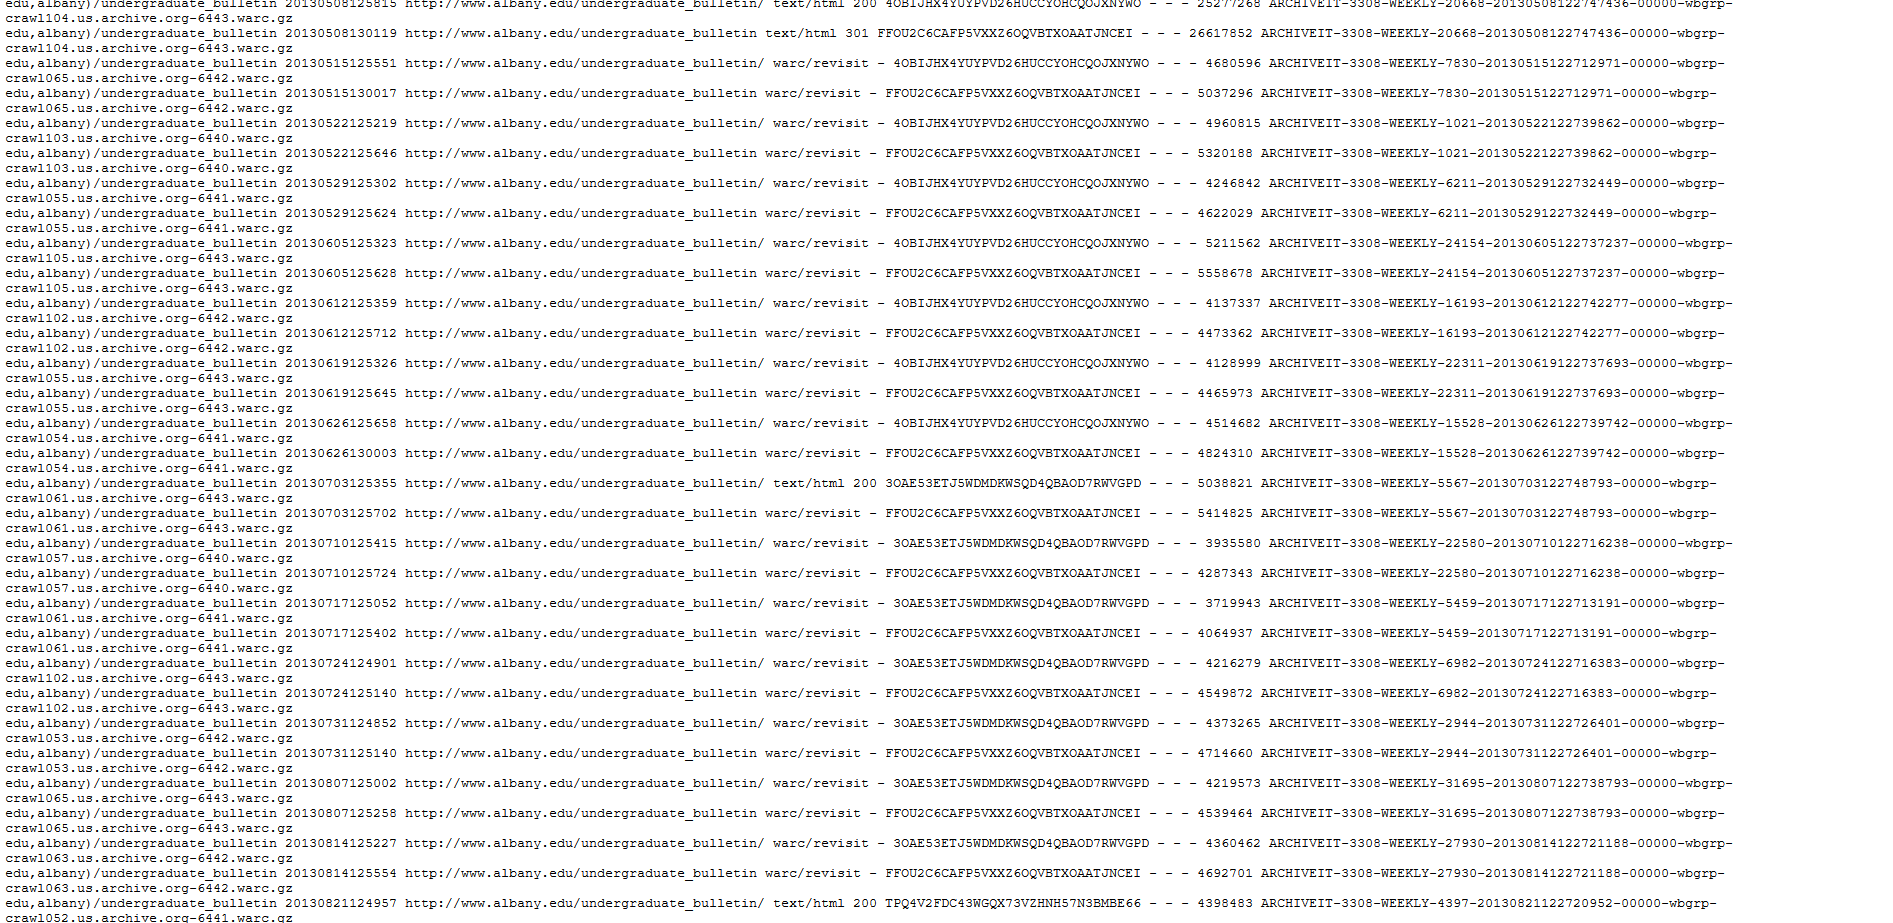 edu,albany)/undergraduate_bulletin 20130508125815 http://www.albany.edu/undergraduate_bulletin/ text/html 200 4OBIJHX4YUYPVD26HUCCYOHCQOJXNYWO - - - 25277268 ARCHIVEIT-3308-WEEKLY-20668-20130508122747436-00000-wbgrp-
crawl104.us.archive.org-6443.warc.gz
edu,albany)/undergraduate_bulletin 20130508130119 http://www.albany.edu/undergraduate_bulletin text/html 301 FFOU2C6CAFP5VXXZ6OQVBTXOAATJNCEI - - - 26617852 ARCHIVEIT-3308-WEEKLY-20668-20130508122747436-00000-wbgrp-
crawl104.us.archive.org-6443.warc.gz
edu,albany)/undergraduate_bulletin 20130515125551 http://www.albany.edu/undergraduate_bulletin/ warc/revisit - 4OBIJHX4YUYPVD26HUCCYOHCQOJXNYWO - - - 4680596 ARCHIVEIT-3308-WEEKLY-7830-20130515122712971-00000-wbgrp-
crawl065.us.archive.org-6442.warc.gz
edu,albany)/undergraduate_bulletin 20130515130017 http://www.albany.edu/undergraduate_bulletin warc/revisit - FFOU2C6CAFP5VXXZ6OQVBTXOAATJNCEI - - - 5037296 ARCHIVEIT-3308-WEEKLY-7830-20130515122712971-00000-wbgrp-
crawl065.us.archive.org-6442.warc.gz
edu,albany)/undergraduate_bulletin 20130522125219 http://www.albany.edu/undergraduate_bulletin/ warc/revisit - 4OBIJHX4YUYPVD26HUCCYOHCQOJXNYWO - - - 4960815 ARCHIVEIT-3308-WEEKLY-1021-20130522122739862-00000-wbgrp-
crawl103.us.archive.org-6440.warc.gz
edu,albany)/undergraduate_bulletin 20130522125646 http://www.albany.edu/undergraduate_bulletin warc/revisit - FFOU2C6CAFP5VXXZ6OQVBTXOAATJNCEI - - - 5320188 ARCHIVEIT-3308-WEEKLY-1021-20130522122739862-00000-wbgrp-
crawl103.us.archive.org-6440.warc.gz
edu,albany)/undergraduate_bulletin 20130529125302 http://www.albany.edu/undergraduate_bulletin/ warc/revisit - 4OBIJHX4YUYPVD26HUCCYOHCQOJXNYWO - - - 4246842 ARCHIVEIT-3308-WEEKLY-6211-20130529122732449-00000-wbgrp-
crawl055.us.archive.org-6441.warc.gz
edu,albany)/undergraduate_bulletin 20130529125624 http://www.albany.edu/undergraduate_bulletin warc/revisit - FFOU2C6CAFP5VXXZ6OQVBTXOAATJNCEI - - - 4622029 ARCHIVEIT-3308-WEEKLY-6211-20130529122732449-00000-wbgrp-
crawl055.us.archive.org-6441.warc.gz
edu,albany)/undergraduate_bulletin 20130605125323 http://www.albany.edu/undergraduate_bulletin/ warc/revisit - 4OBIJHX4YUYPVD26HUCCYOHCQOJXNYWO - - - 5211562 ARCHIVEIT-3308-WEEKLY-24154-20130605122737237-00000-wbgrp-
crawl105.us.archive.org-6443.warc.gz
edu,albany)/undergraduate_bulletin 20130605125628 http://www.albany.edu/undergraduate_bulletin warc/revisit - FFOU2C6CAFP5VXXZ6OQVBTXOAATJNCEI - - - 5558678 ARCHIVEIT-3308-WEEKLY-24154-20130605122737237-00000-wbgrp-
crawl105.us.archive.org-6443.warc.gz
edu,albany)/undergraduate_bulletin 20130612125359 http://www.albany.edu/undergraduate_bulletin/ warc/revisit - 4OBIJHX4YUYPVD26HUCCYOHCQOJXNYWO - - - 4137337 ARCHIVEIT-3308-WEEKLY-16193-20130612122742277-00000-wbgrp-
crawl102.us.archive.org-6442.warc.gz
edu,albany)/undergraduate_bulletin 20130612125712 http://www.albany.edu/undergraduate_bulletin warc/revisit - FFOU2C6CAFP5VXXZ6OQVBTXOAATJNCEI - - - 4473362 ARCHIVEIT-3308-WEEKLY-16193-20130612122742277-00000-wbgrp-
crawl102.us.archive.org-6442.warc.gz
edu,albany)/undergraduate_bulletin 20130619125326 http://www.albany.edu/undergraduate_bulletin/ warc/revisit - 4OBIJHX4YUYPVD26HUCCYOHCQOJXNYWO - - - 4128999 ARCHIVEIT-3308-WEEKLY-22311-20130619122737693-00000-wbgrp-
crawl055.us.archive.org-6443.warc.gz
edu,albany)/undergraduate_bulletin 20130619125645 http://www.albany.edu/undergraduate_bulletin warc/revisit - FFOU2C6CAFP5VXXZ6OQVBTXOAATJNCEI - - - 4465973 ARCHIVEIT-3308-WEEKLY-22311-20130619122737693-00000-wbgrp-
crawl055.us.archive.org-6443.warc.gz
edu,albany)/undergraduate_bulletin 20130626125658 http://www.albany.edu/undergraduate_bulletin/ warc/revisit - 4OBIJHX4YUYPVD26HUCCYOHCQOJXNYWO - - - 4514682 ARCHIVEIT-3308-WEEKLY-15528-20130626122739742-00000-wbgrp-
crawl054.us.archive.org-6441.warc.gz
edu,albany)/undergraduate_bulletin 20130626130003 http://www.albany.edu/undergraduate_bulletin warc/revisit - FFOU2C6CAFP5VXXZ6OQVBTXOAATJNCEI - - - 4824310 ARCHIVEIT-3308-WEEKLY-15528-20130626122739742-00000-wbgrp-
crawl054.us.archive.org-6441.warc.gz
edu,albany)/undergraduate_bulletin 20130703125355 http://www.albany.edu/undergraduate_bulletin/ text/html 200 3OAE53ETJ5WDMDKWSQD4QBAOD7RWVGPD - - - 5038821 ARCHIVEIT-3308-WEEKLY-5567-20130703122748793-00000-wbgrp-
crawl061.us.archive.org-6443.warc.gz
edu,albany)/undergraduate_bulletin 20130703125702 http://www.albany.edu/undergraduate_bulletin warc/revisit - FFOU2C6CAFP5VXXZ6OQVBTXOAATJNCEI - - - 5414825 ARCHIVEIT-3308-WEEKLY-5567-20130703122748793-00000-wbgrp-
crawl061.us.archive.org-6443.warc.gz
edu,albany)/undergraduate_bulletin 20130710125415 http://www.albany.edu/undergraduate_bulletin/ warc/revisit - 3OAE53ETJ5WDMDKWSQD4QBAOD7RWVGPD - - - 3935580 ARCHIVEIT-3308-WEEKLY-22580-20130710122716238-00000-wbgrp-
crawl057.us.archive.org-6440.warc.gz
edu,albany)/undergraduate_bulletin 20130710125724 http://www.albany.edu/undergraduate_bulletin warc/revisit - FFOU2C6CAFP5VXXZ6OQVBTXOAATJNCEI - - - 4287343 ARCHIVEIT-3308-WEEKLY-22580-20130710122716238-00000-wbgrp-
crawl057.us.archive.org-6440.warc.gz
edu,albany)/undergraduate_bulletin 20130717125052 http://www.albany.edu/undergraduate_bulletin/ warc/revisit - 3OAE53ETJ5WDMDKWSQD4QBAOD7RWVGPD - - - 3719943 ARCHIVEIT-3308-WEEKLY-5459-20130717122713191-00000-wbgrp-
crawl061.us.archive.org-6441.warc.gz
edu,albany)/undergraduate_bulletin 20130717125402 http://www.albany.edu/undergraduate_bulletin warc/revisit - FFOU2C6CAFP5VXXZ6OQVBTXOAATJNCEI - - - 4064937 ARCHIVEIT-3308-WEEKLY-5459-20130717122713191-00000-wbgrp-
crawl061.us.archive.org-6441.warc.gz
edu,albany)/undergraduate_bulletin 20130724124901 http://www.albany.edu/undergraduate_bulletin/ warc/revisit - 3OAE53ETJ5WDMDKWSQD4QBAOD7RWVGPD - - - 4216279 ARCHIVEIT-3308-WEEKLY-6982-20130724122716383-00000-wbgrp-
crawl102.us.archive.org-6443.warc.gz
edu,albany)/undergraduate_bulletin 20130724125140 http://www.albany.edu/undergraduate_bulletin warc/revisit - FFOU2C6CAFP5VXXZ6OQVBTXOAATJNCEI - - - 4549872 ARCHIVEIT-3308-WEEKLY-6982-20130724122716383-00000-wbgrp-
crawl102.us.archive.org-6443.warc.gz
edu,albany)/undergraduate_bulletin 20130731124852 http://www.albany.edu/undergraduate_bulletin/ warc/revisit - 3OAE53ETJ5WDMDKWSQD4QBAOD7RWVGPD - - - 4373265 ARCHIVEIT-3308-WEEKLY-2944-20130731122726401-00000-wbgrp-
crawl053.us.archive.org-6442.warc.gz
edu,albany)/undergraduate_bulletin 20130731125140 http://www.albany.edu/undergraduate_bulletin warc/revisit - FFOU2C6CAFP5VXXZ6OQVBTXOAATJNCEI - - - 4714660 ARCHIVEIT-3308-WEEKLY-2944-20130731122726401-00000-wbgrp-
crawl053.us.archive.org-6442.warc.gz
edu,albany)/undergraduate_bulletin 20130807125002 http://www.albany.edu/undergraduate_bulletin/ warc/revisit - 3OAE53ETJ5WDMDKWSQD4QBAOD7RWVGPD - - - 4219573 ARCHIVEIT-3308-WEEKLY-31695-20130807122738793-00000-wbgrp-
crawl065.us.archive.org-6443.warc.gz
edu,albany)/undergraduate_bulletin 20130807125258 http://www.albany.edu/undergraduate_bulletin warc/revisit - FFOU2C6CAFP5VXXZ6OQVBTXOAATJNCEI - - - 4539464 ARCHIVEIT-3308-WEEKLY-31695-20130807122738793-00000-wbgrp-
crawl065.us.archive.org-6443.warc.gz
edu,albany)/undergraduate_bulletin 20130814125227 http://www.albany.edu/undergraduate_bulletin/ warc/revisit - 3OAE53ETJ5WDMDKWSQD4QBAOD7RWVGPD - - - 4360462 ARCHIVEIT-3308-WEEKLY-27930-20130814122721188-00000-wbgrp-
crawl063.us.archive.org-6442.warc.gz
edu,albany)/undergraduate_bulletin 20130814125554 http://www.albany.edu/undergraduate_bulletin warc/revisit - FFOU2C6CAFP5VXXZ6OQVBTXOAATJNCEI - - - 4692701 ARCHIVEIT-3308-WEEKLY-27930-20130814122721188-00000-wbgrp-
crawl063.us.archive.org-6442.warc.gz
edu,albany)/undergraduate_bulletin 20130821124957 http://www.albany.edu/undergraduate_bulletin/ text/html 200 TPQ4V2FDC43WGQX73VZHNH57N3BMBE66 - - - 4398483 ARCHIVEIT-3308-WEEKLY-4397-20130821122720952-00000-wbgrp-
crawl052.us.archive.org-6441.warc.gz